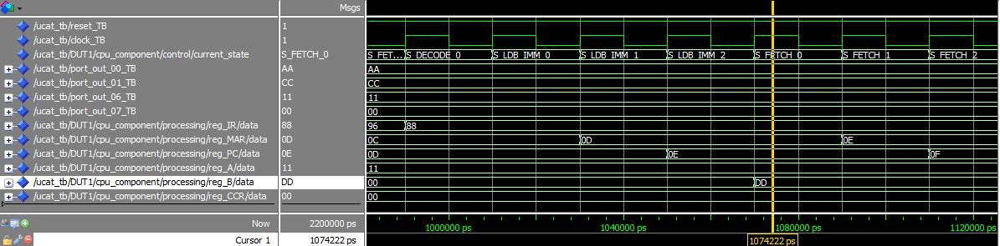 Msgs
/ucat_tb/reset_TB 1
/ucat_tb/clock_TB 1
/ucat_tb/DUT1/cpu_component/control/current_state S_FETCH_0 S_FET... S_DECODE_0 S_LDB_IMM_0 S_LDB_IMM_1 S_LDB_IMM_2 S_FETCH_0 S_FETCH_1 S_FETCH_2
/ucat_tb/port_out_00_TB AA AA
/ucat_tb/port_out_01_TB CC CC
/ucat_tb/port_out_06_TB 11 11
/ucat_tb/port_out_07_TB 00 00
/ucat_tb/DUT1/cpu_component/processing/reg_IR/data 88 96 88
/ucat_tb/DUT1/cpu_component/processing/reg_MAR/data 0D 0C 0D 0E
/ucat_tb/DUT1/cpu_component/processing/reg_PC/data 0E 0D 0E 0F
/ucat_tb/DUT1/cpu_component/processing/reg_A/data 11 11
/ucat_tb/DUT1/cpu_component/processing/reg_B/data DD 00 DD
/ucat_tb/DUT1/cpu_component/processing/reg_CCR/data 00 00
Now 2200000 ps 1000000 ps 1040000 ps 1080000 ps 1120000 ps
Cursor 1 1074222 ps 1074222 ps